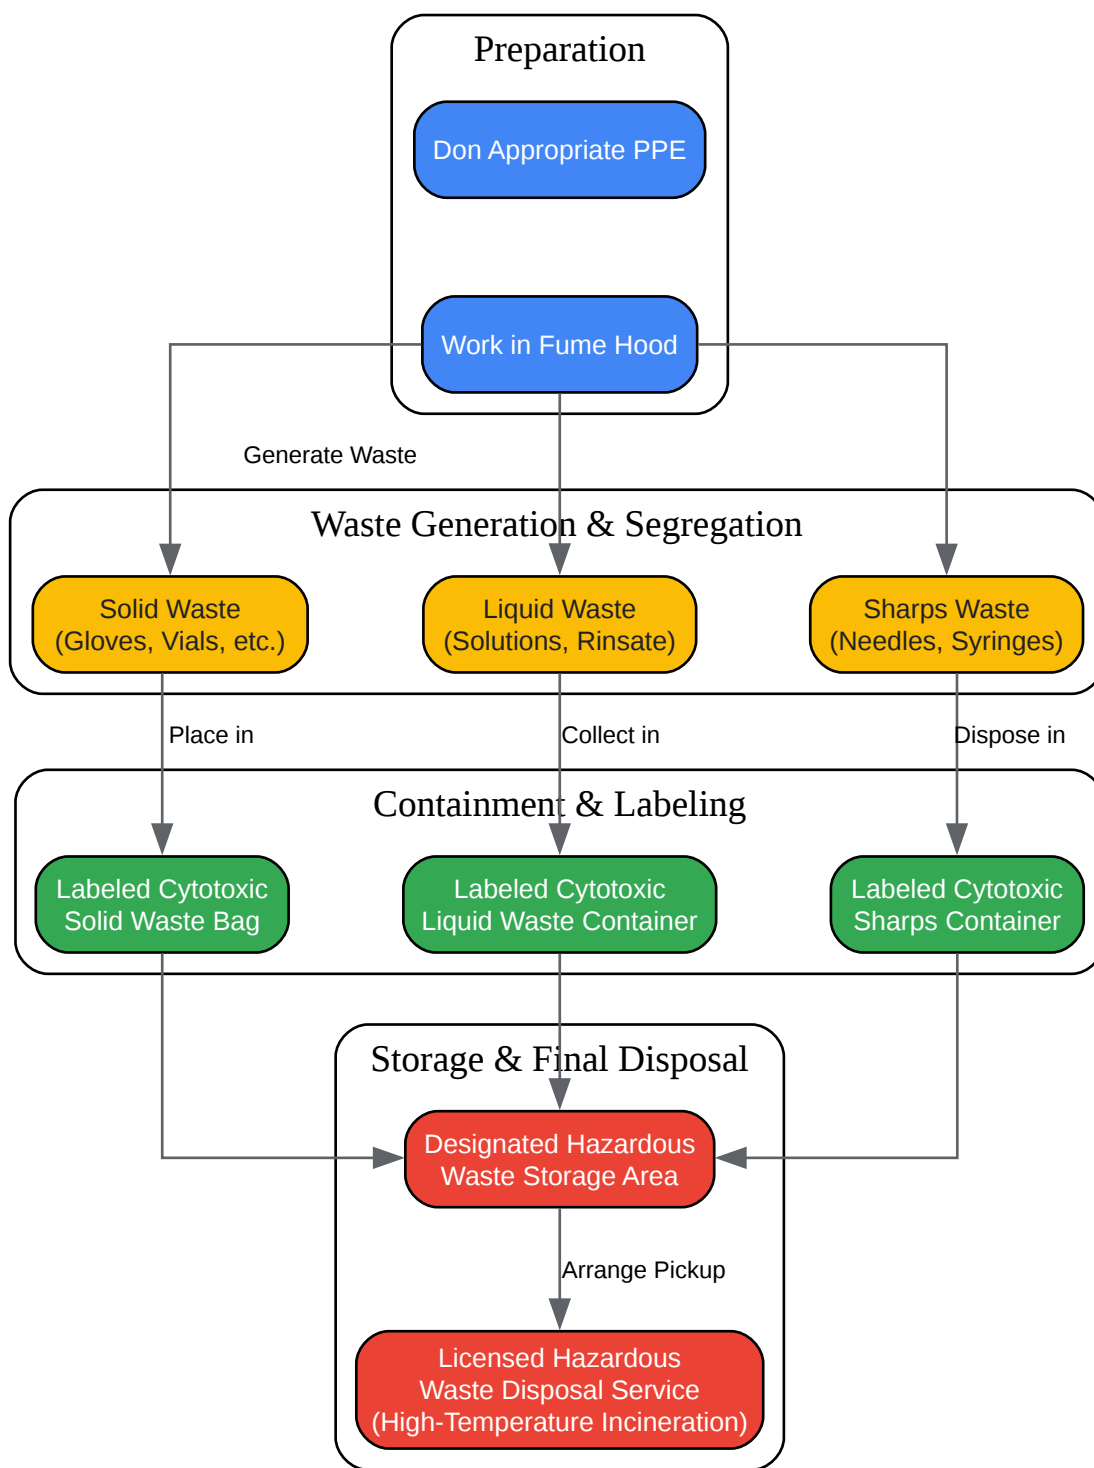 Preparation
Don Appropriate PPE
Work in Fume Hood
Generate Waste
Waste Generation & Segregation
Solid Waste
(Gloves, Vials, etc.)
Liquid Waste
(Solutions, Rinsate)
Sharps Waste
(Needles, Syringes)
Place in
Collect in
Dispose in
Containment & Labeling
Labeled Cytotoxic
Solid Waste Bag
Labeled Cytotoxic
Liquid Waste Container
Labeled Cytotoxic
Sharps Container
Storage & Final Disposal
Designated Hazardous
Waste Storage Area
Arrange Pickup
Licensed Hazardous
Waste Disposal Service
(High-Temperature Incineration)